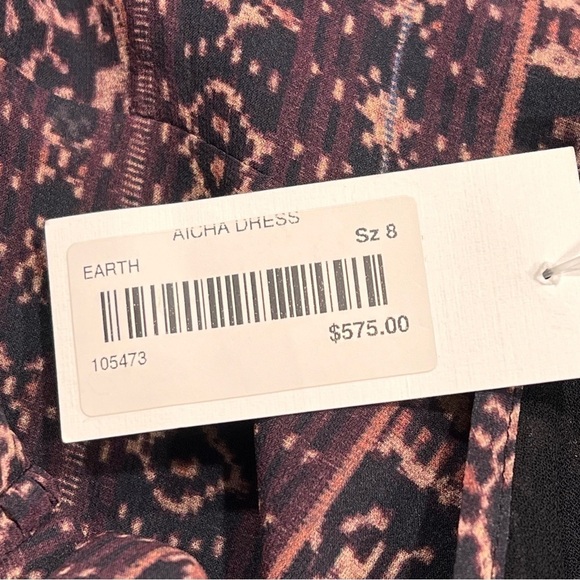 AICHA DRESS
Sz 8
EARTH
105473
$575.00